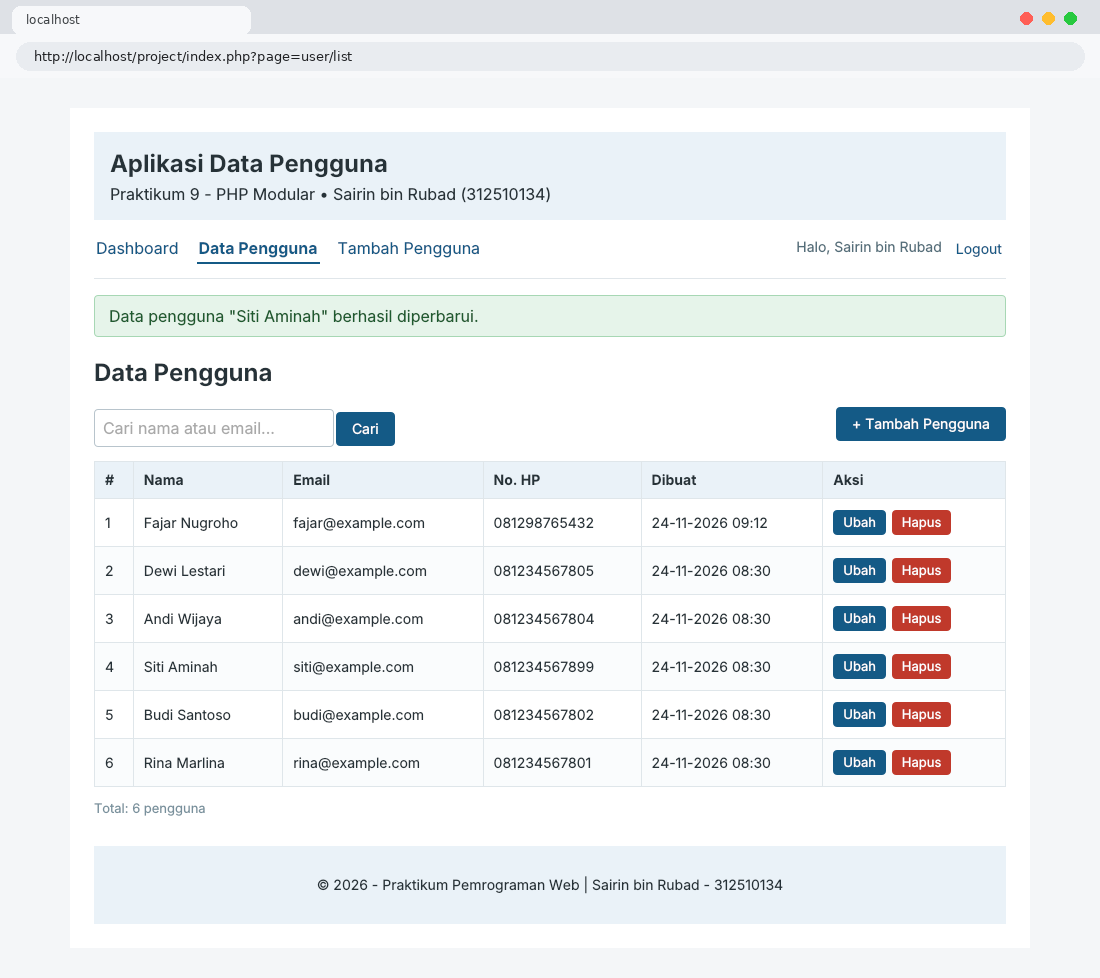 localhost
http://localhost/project/index.php?page=user/list
Aplikasi Data Pengguna
Praktikum 9 - PHP Modular • Sairin bin Rubad (312510134)
Dashboard Data Pengguna Tambah Pengguna Halo, Sairin bin Rubad Logout
Data pengguna "Siti Aminah" berhasil diperbarui.
Data Pengguna
Cari nama atau email... Cari + Tambah Pengguna
# Nama Email No. HP Dibuat Aksi
1 Fajar Nugroho fajar@example.com 081298765432 24-11-2026 09:12 Ubah Hapus
2 Dewi Lestari dewi@example.com 081234567805 24-11-2026 08:30 Ubah Hapus
3 Andi Wijaya andi@example.com 081234567804 24-11-2026 08:30 Ubah Hapus
4 Siti Aminah siti@example.com 081234567899 24-11-2026 08:30 Ubah Hapus
5 Budi Santoso budi@example.com 081234567802 24-11-2026 08:30 Ubah Hapus
6 Rina Marlina rina@example.com 081234567801 24-11-2026 08:30 Ubah Hapus
Total: 6 pengguna
© 2026 - Praktikum Pemrograman Web | Sairin bin Rubad - 312510134